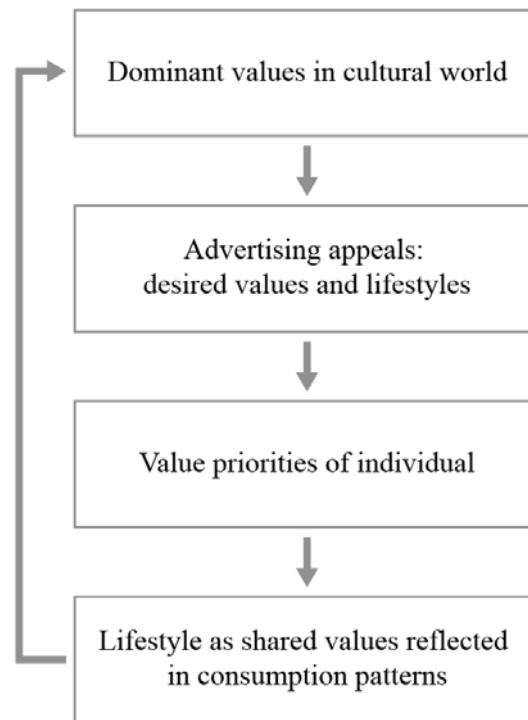 Dominant values in cultural world
Advertising appeals:
desired values and lifestyles
Value priorities of individual
Lifestyle as shared values reflected
in consumption patterns